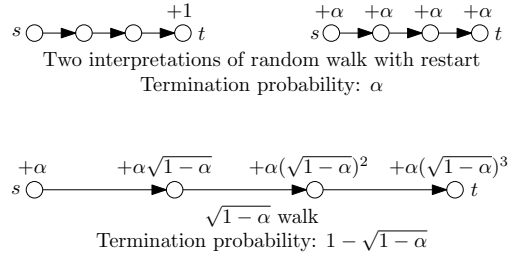 +1 +α +α +α +α
s t s t
Two interpretations of random walk with restart
Termination probability: α
+α +α√(1 − α) +α(√(1 − α))² +α(√(1 − α))³
s t
√(1 − α) walk
Termination probability: 1 − √(1 − α)